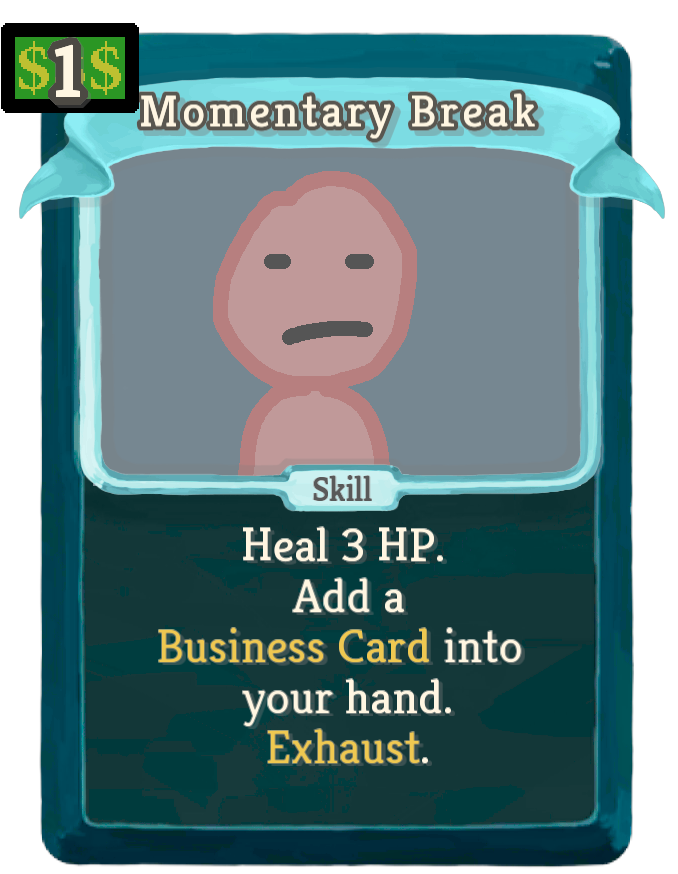 $1$
Momentary Break
Skill
Heal 3 HP.
Add a
Business Card into
your hand.
Exhaust.